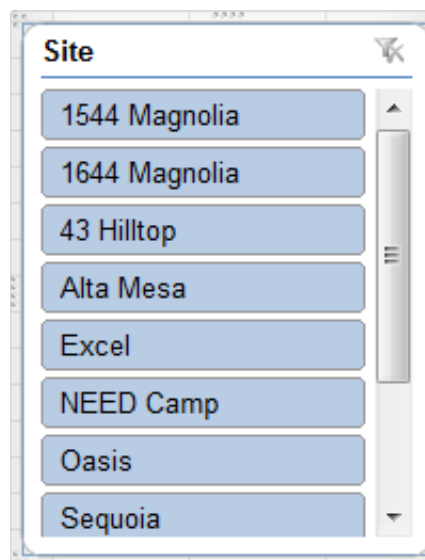 Site
1544 Magnolia
1644 Magnolia
43 Hilltop
Alta Mesa
Excel
NEED Camp
Oasis
Sequoia